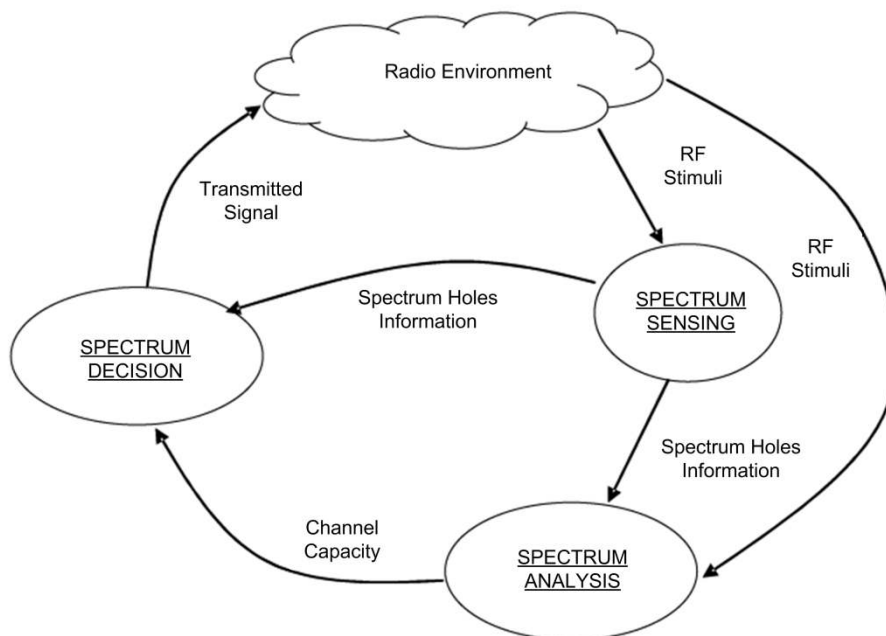 Radio Environment
RF
Stimuli
Transmitted
Signal
RF
Stimuli
Spectrum Holes
Information
SPECTRUM
SENSING
SPECTRUM
DECISION
Spectrum Holes
Information
Channel
Capacity
SPECTRUM
ANALYSIS